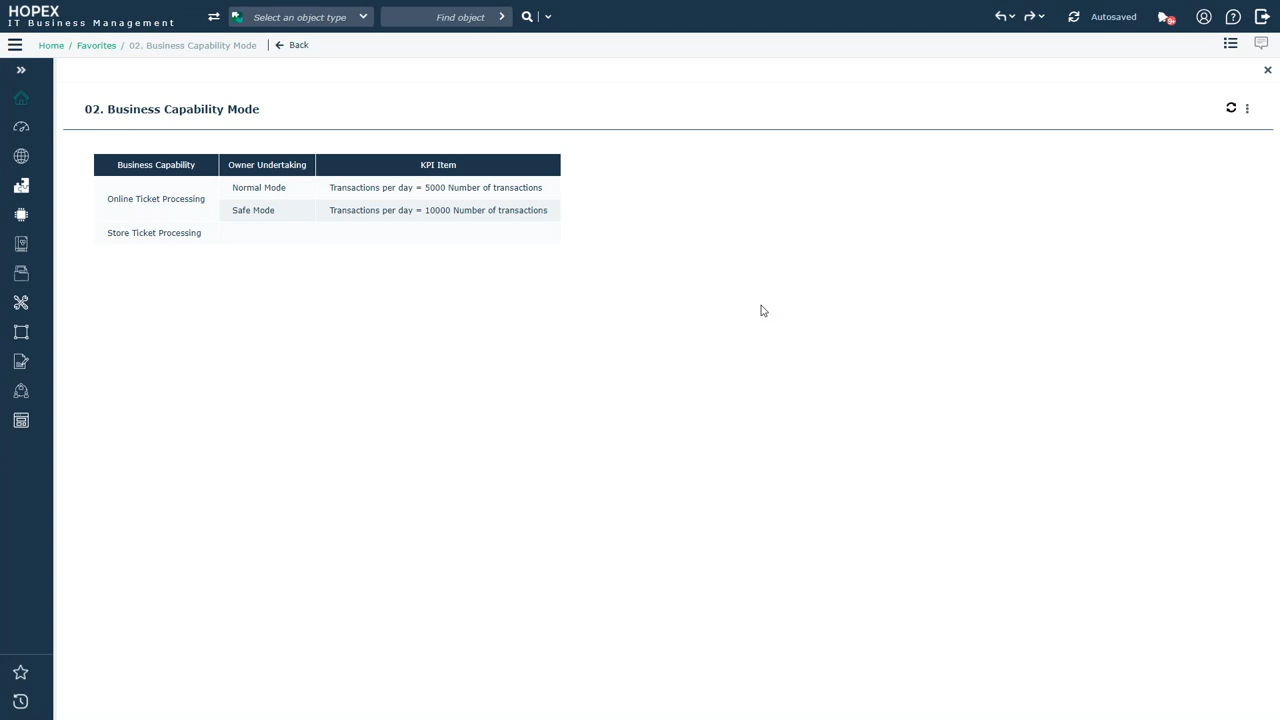 HOPEX
IT Business Management
Select an object type
Find object
Autosaved
9+
Home / Favorites / 02. Business Capability Mode
Back
02. Business Capability Mode
Business Capability Owner Undertaking KPI Item
Online Ticket Processing
Normal Mode Transactions per day = 5000 Number of transactions
Safe Mode Transactions per day = 10000 Number of transactions
Store Ticket Processing